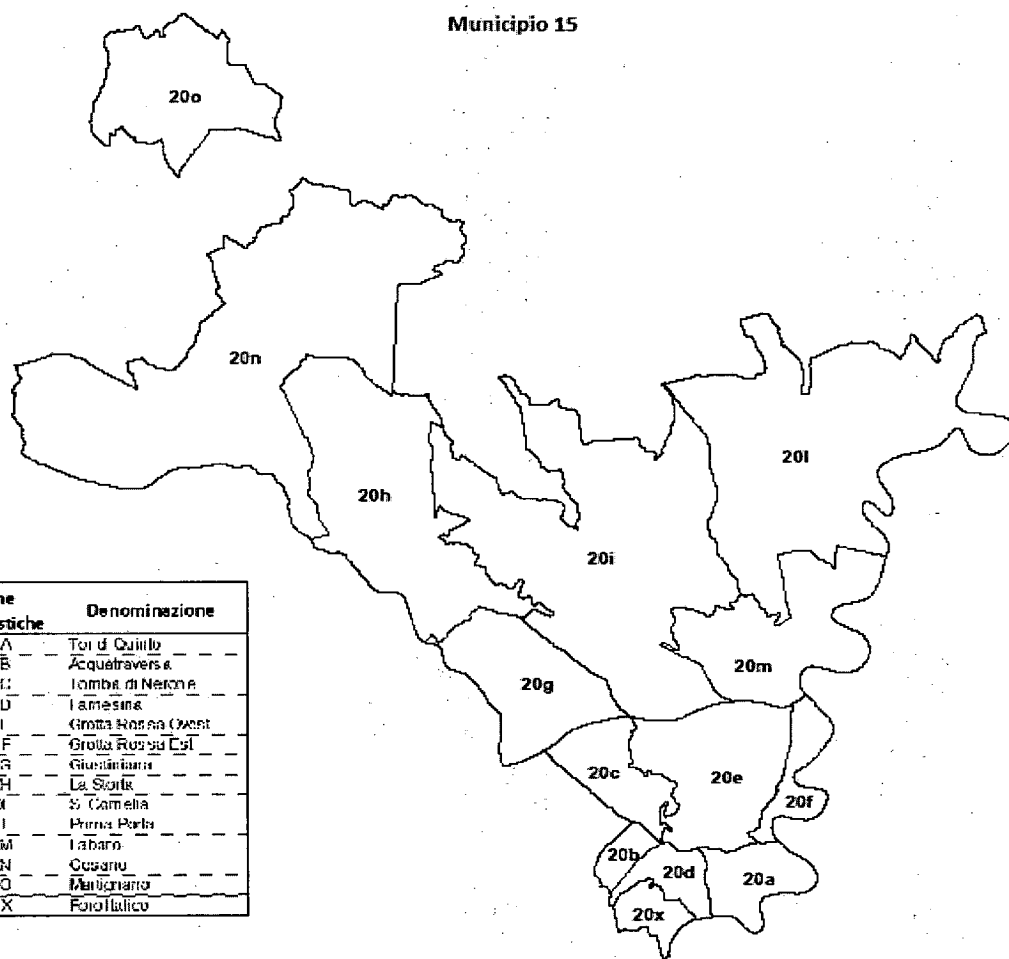 Municipio 15
20o
20n
20l
20h
20i
20m
20g
20c
20e
20f
20b
20d
20a
20x
Denominazione
A Tor di Quinto
B Acquatraversa
C Tomba di Nerone
D Farnesina
Grotta Rossa Ovest
F Grotta Rossa Est
G Giustiniana
H La Storta
S. Cornelia
Prima Porta
M Labaro
N Cesano
O Martignano
X Foro Italico